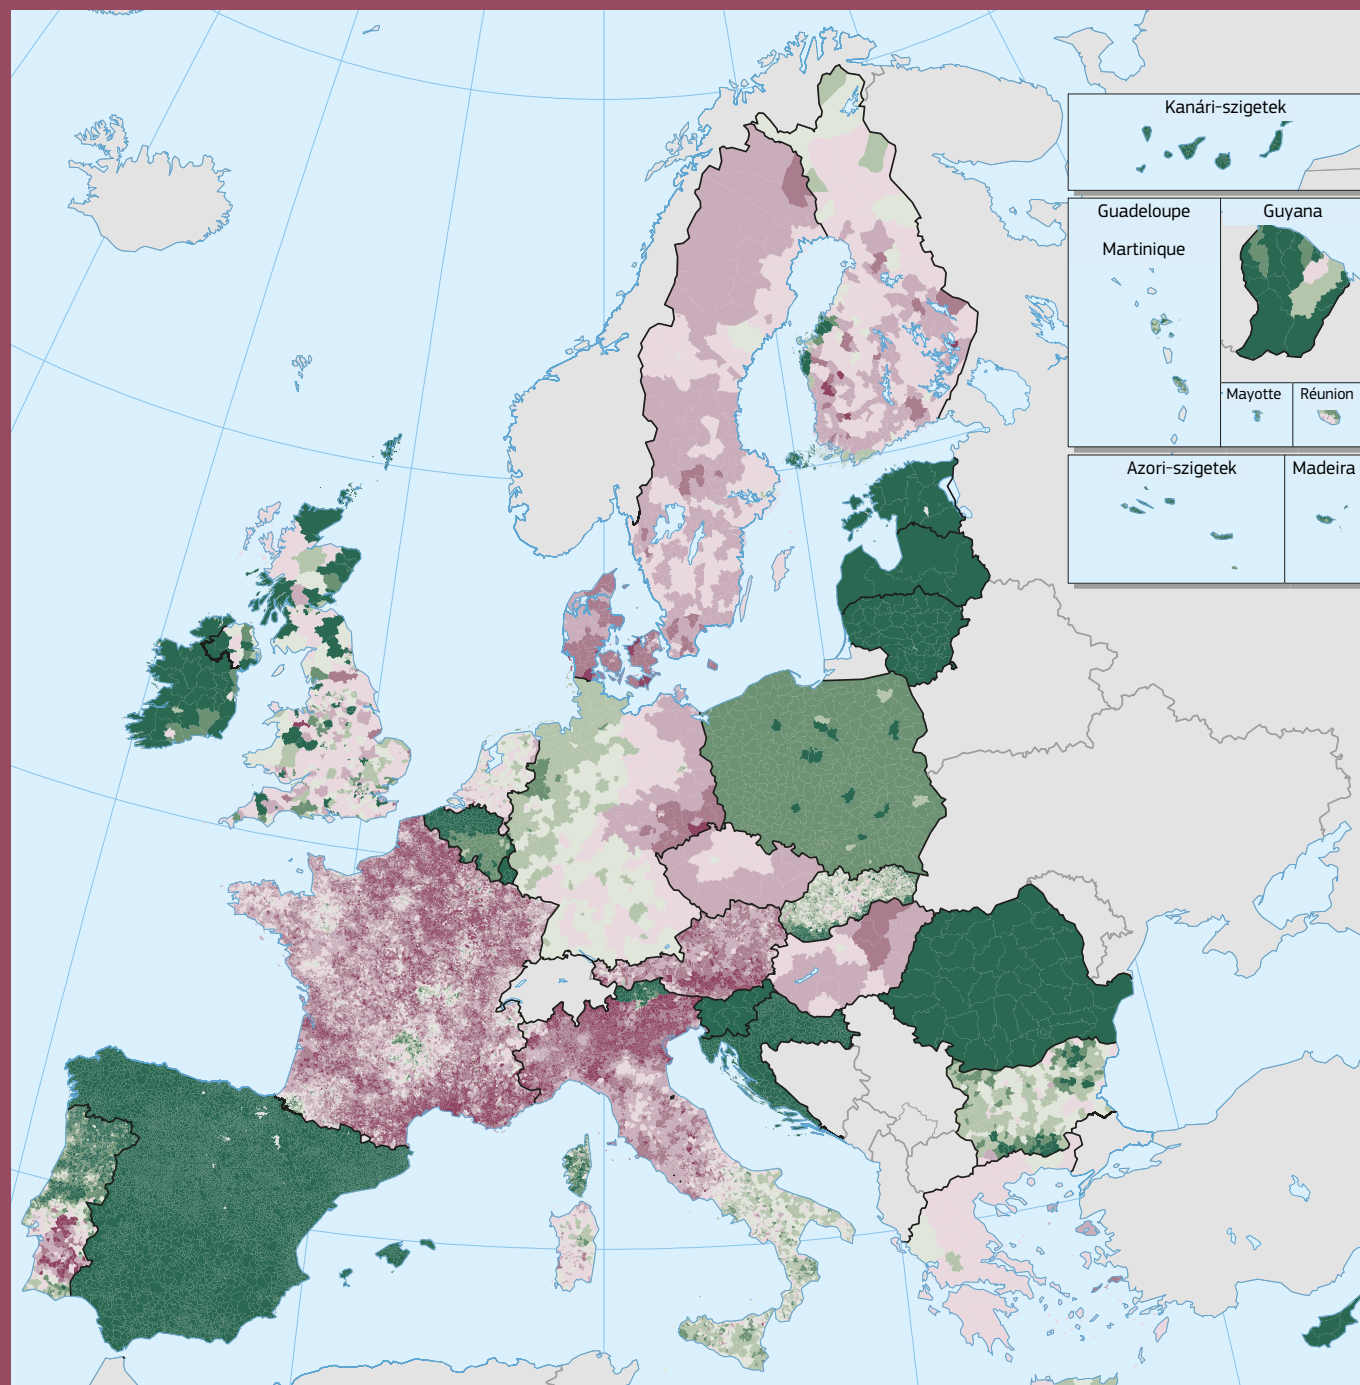 Kanári-szigetek
Guadeloupe
Guyana
Martinique
Mayotte
Réunion
Azori-szigetek
Madeira